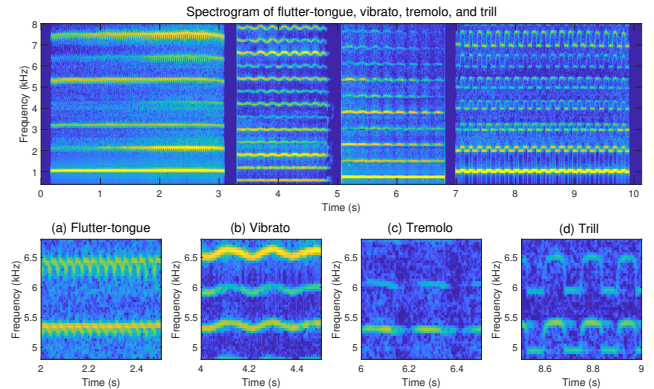 Spectrogram of flutter-tongue, vibrato, tremolo, and trill
Frequency (kHz)
8
7
6
5
4
3
2
1
0 1 2 3 4 5 6 7 8 9 10
Time (s)
(a) Flutter-tongue
Frequency (kHz)
6.5
6
5.5
5
2 2.2 2.4
Time (s)
(b) Vibrato
Frequency (kHz)
6.5
6
5.5
5
4 4.2 4.4
Time (s)
(c) Tremolo
Frequency (kHz)
6.5
6
5.5
5
6 6.2 6.4
Time (s)
(d) Trill
Frequency (kHz)
6.5
6
5.5
5
8.6 8.8 9
Time (s)